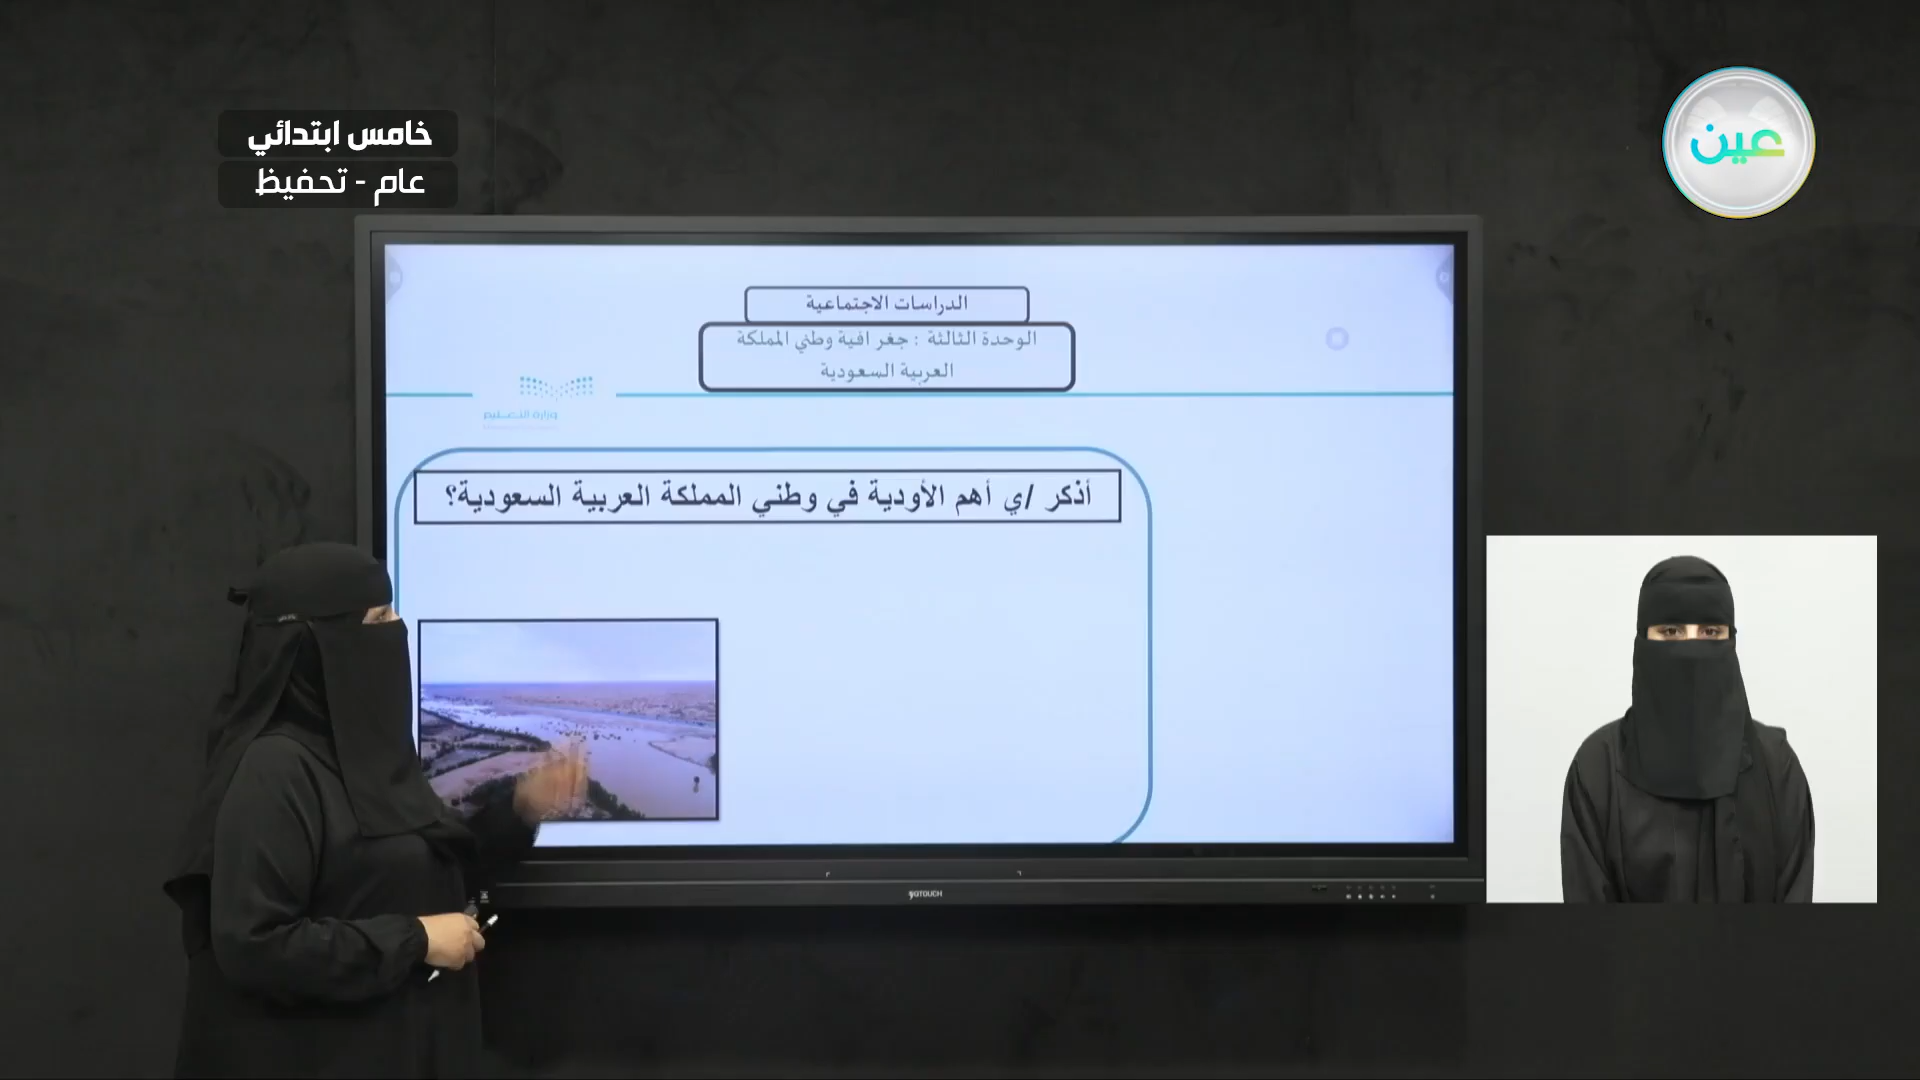 خامس ابتدائي
عام - تحفيظ
عين
الدراسات الاجتماعية
الوحدة الثالثة : جغرافية وطني المملكة
العربية السعودية
وزارة التعليم
أذكر /ي أهم الأودية في وطني المملكة العربية السعودية؟